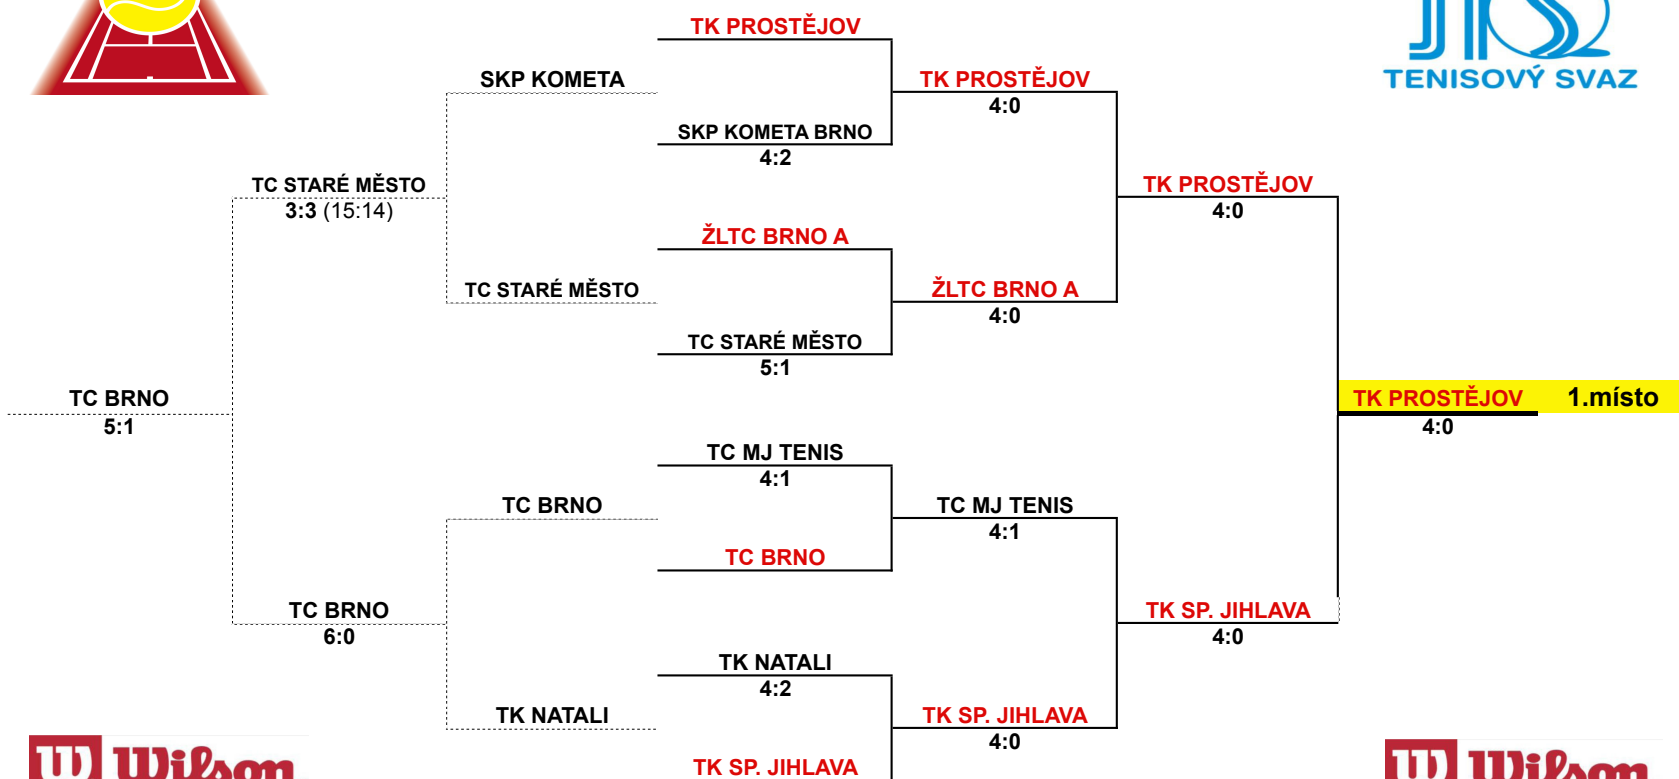 TK PROSTĚJOV
SKP KOMETA
TK PROSTĚJOV
4:0
TENISOVÝ SVAZ
SKP KOMETA BRNO
4:2
TC STARÉ MĚSTO
3:3 (15:14)
TK PROSTĚJOV
4:0
ŽLTC BRNO A
TC STARÉ MĚSTO
ŽLTC BRNO A
4:0
TC STARÉ MĚSTO
5:1
TC BRNO
5:1
TK PROSTĚJOV 1.místo
4:0
TC MJ TENIS
4:1
TC BRNO
TC MJ TENIS
4:1
TC BRNO
TC BRNO
6:0
TK SP. JIHLAVA
4:0
TK NATALI
4:2
TK NATALI
TK SP. JIHLAVA
4:0
Wilson
TK SP. JIHLAVA
Wilson